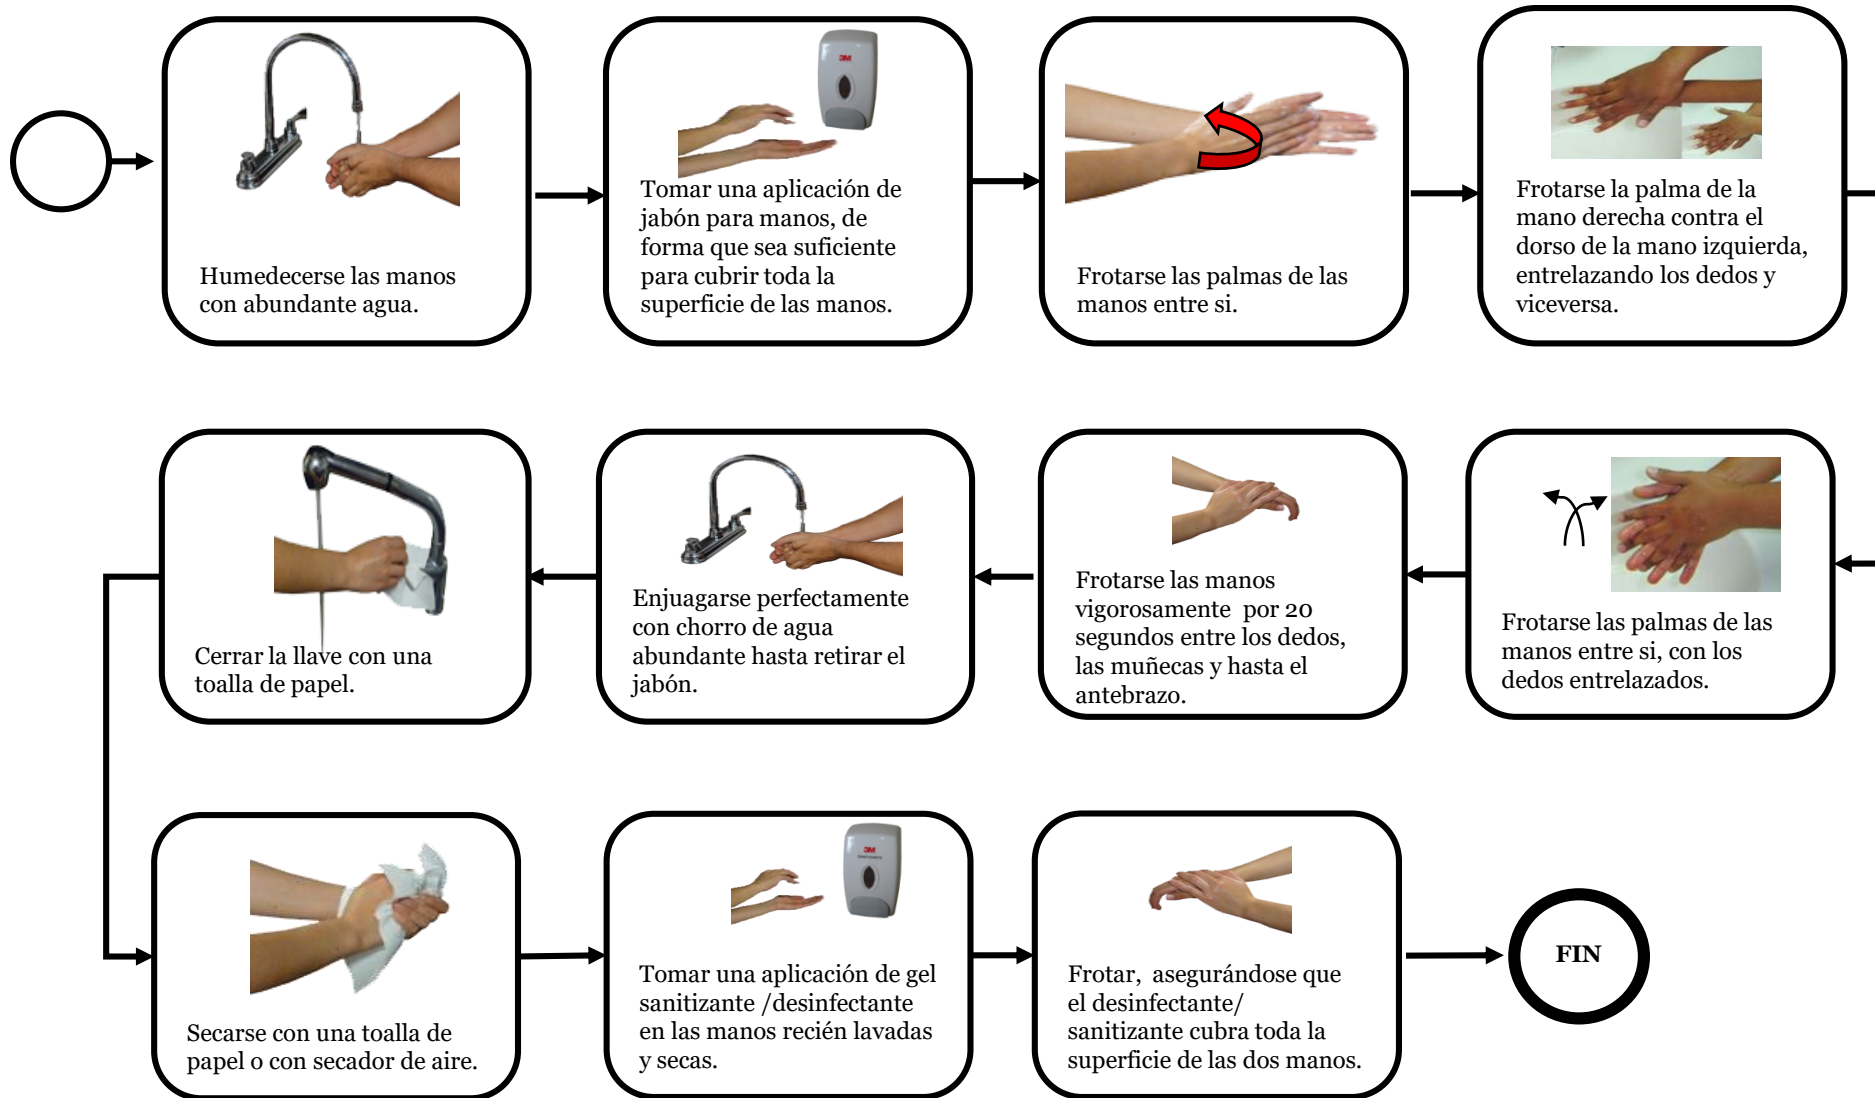 3M
Humedecerse las manos
con abundante agua.
Tomar una aplicación de
jabón para manos, de
forma que sea suficiente
para cubrir toda la
superficie de las manos.
Frotarse las palmas de las
manos entre si.
Frotarse la palma de la
mano derecha contra el
dorso de la mano izquierda,
entrelazando los dedos y
viceversa.
Frotarse las palmas de las
manos entre si, con los
dedos entrelazados.
Frotarse las manos
vigorosamente  por 20
segundos entre los dedos,
las muñecas y hasta el
antebrazo.
Enjuagarse perfectamente
con chorro de agua
abundante hasta retirar el
jabón.
Cerrar la llave con una
toalla de papel.
Secarse con una toalla de
papel o con secador de aire.
3M
Tomar una aplicación de gel
sanitizante /desinfectante
en las manos recién lavadas
y secas.
Frotar,  asegurándose que
el desinfectante/
sanitizante cubra toda la
superficie de las dos manos.
FIN